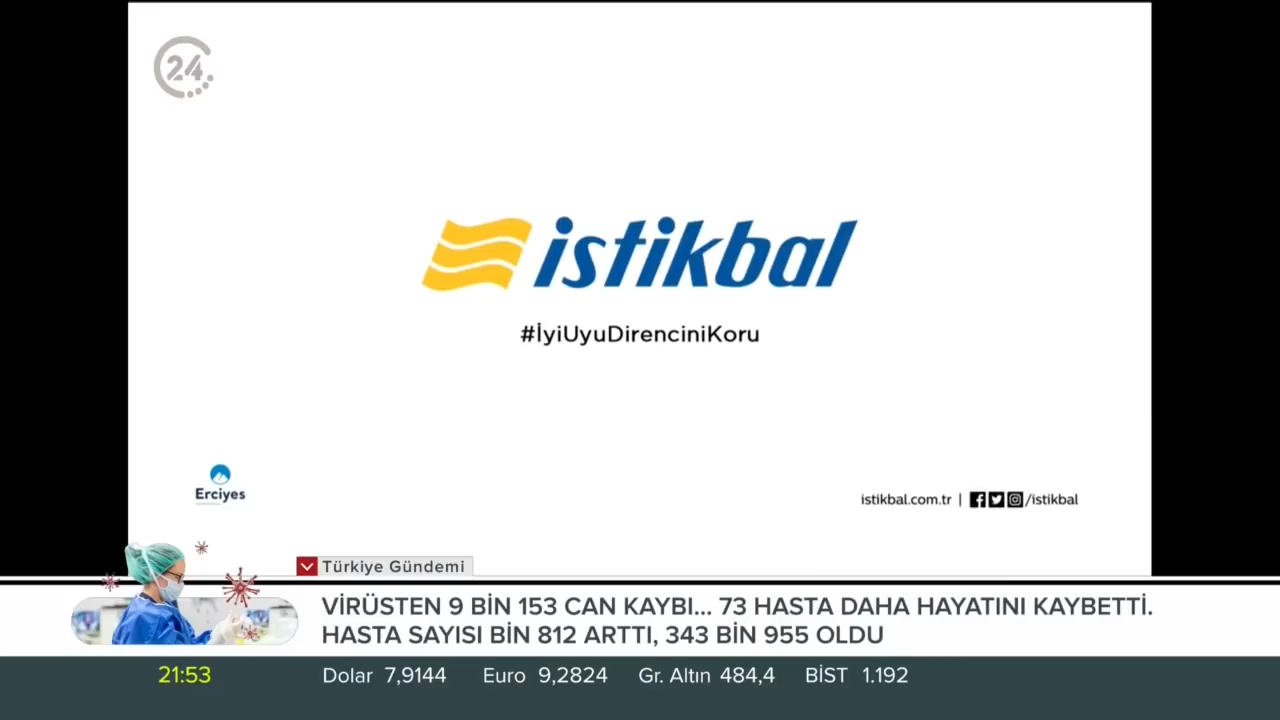 24
istikbal
#İyiUyuDirenciniKoru
Erciyes
istikbal.com.tr | /istikbal
Türkiye Gündemi
VİRÜSTEN 9 BİN 153 CAN KAYBI... 73 HASTA DAHA HAYATINI KAYBETTİ.
HASTA SAYISI BİN 812 ARTTI, 343 BİN 955 OLDU
21:53 Dolar 7,9144 Euro 9,2824 Gr. Altın 484,4 BİST 1.192